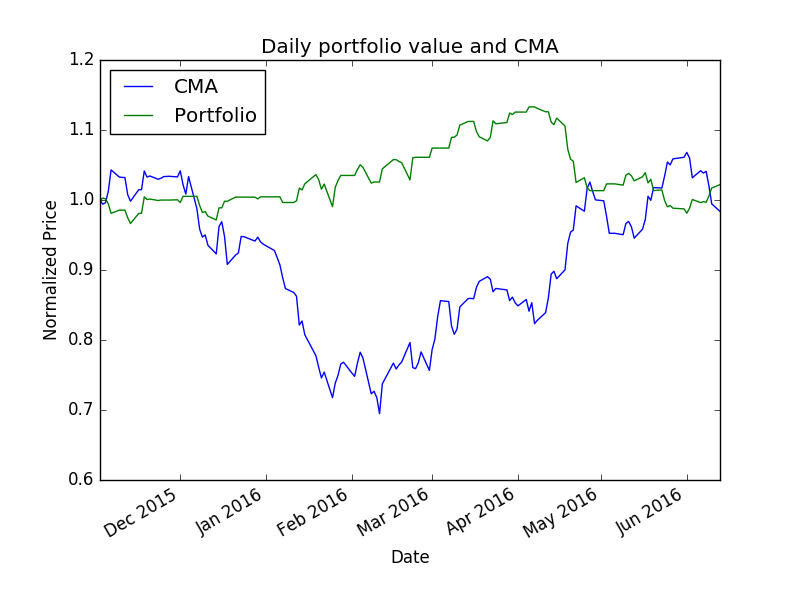 Daily portfolio value and CMA
CMA
Portfolio
1.2
1.1
1.0
0.9
0.8
0.7
0.6
Normalized Price
Dec 2015
Jan 2016
Feb 2016
Mar 2016
Apr 2016
May 2016
Jun 2016
Date